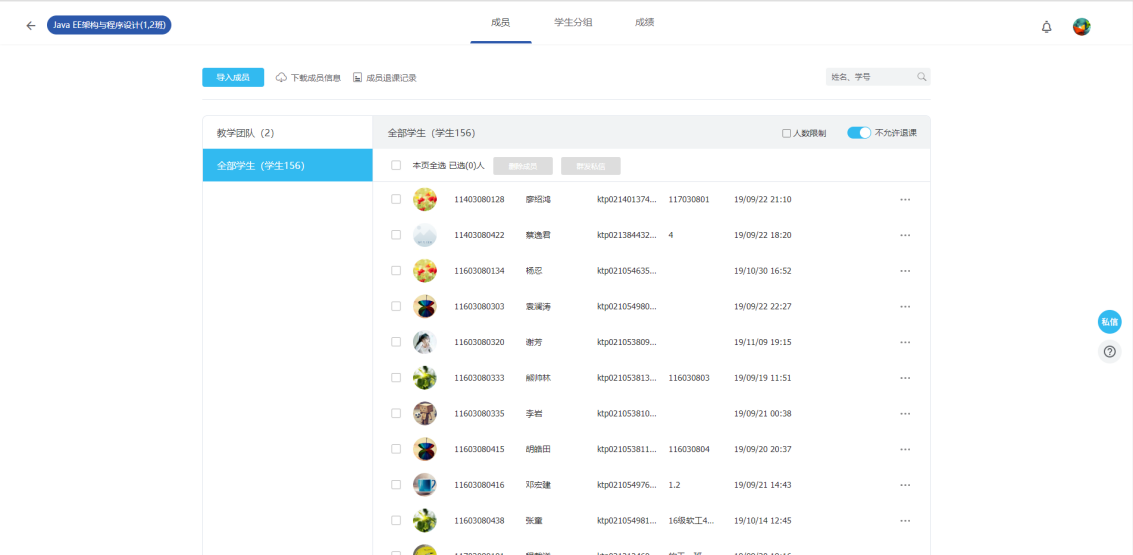 Java EE架构与程序设计(1,2班)
成员 学生分组 成绩
导入成员 下载成员信息 成员退课记录 姓名、学号
教学团队（2） 全部学生（学生156） 人数限制 不允许退课
全部学生（学生156） 本页全选 已选(0)人 删除成员 群发私信
11403080128 廖绍鸿 ktp021401374... 117030801 19/09/22 21:10
11403080422 蔡逸君 ktp021384432... 4 19/09/22 18:20
11603080134 杨忍 ktp021054635... 19/10/30 16:52
11603080303 袁澜涛 ktp021054980... 19/09/22 22:27
11603080320 谢芳 ktp021053809... 19/11/09 19:15
私信
11603080333 帅林 ktp021053813... 116030803 19/09/19 11:51
11603080335 李岩 ktp021053810... 19/09/21 00:38
11603080415 胡皓田 ktp021053811... 116030804 19/09/20 20:37
11603080416 邓宏建 ktp021054976... 1.2 19/09/21 14:43
11603080438 张童 ktp021054981... 16级软工4... 19/10/14 12:45